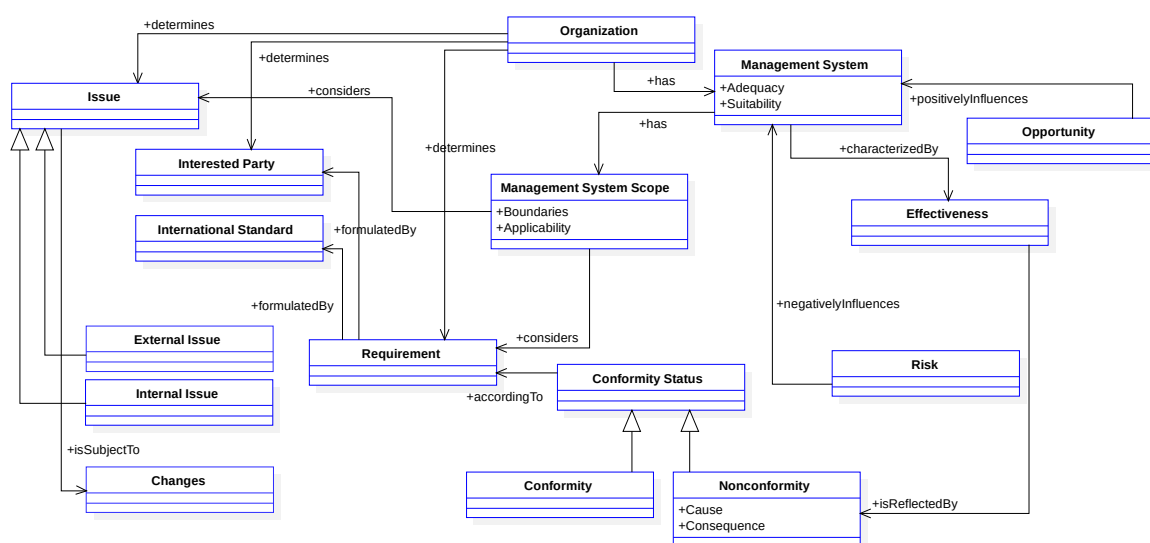 +determines
Organization
+determines
Management System
+Adequacy
+Suitability
+has
+positivelyInfluences
Issue
+considers
+has
Opportunity
+determines
+characterizedBy
Interested Party
Management System Scope
+Boundaries
+Applicability
Effectiveness
International Standard
+formulatedBy
+formulatedBy
+negativelyInfluences
External Issue
+considers
Requirement
Risk
Internal Issue
Conformity Status
+accordingTo
+isSubjectTo
Changes
Conformity
Nonconformity
+Cause
+Consequence
+isReflectedBy